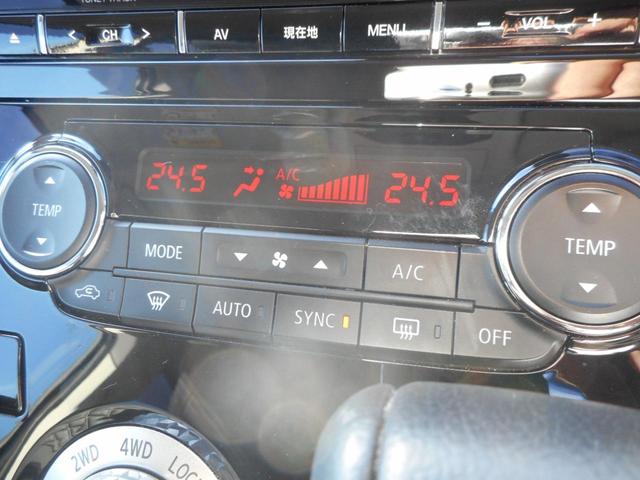 CH AV 現在地 MENU VOL
24.5 A/C 24.5
TEMP
MODE
A/C
TEMP
AUTO SYNC OFF
2WD 4WD LOCK